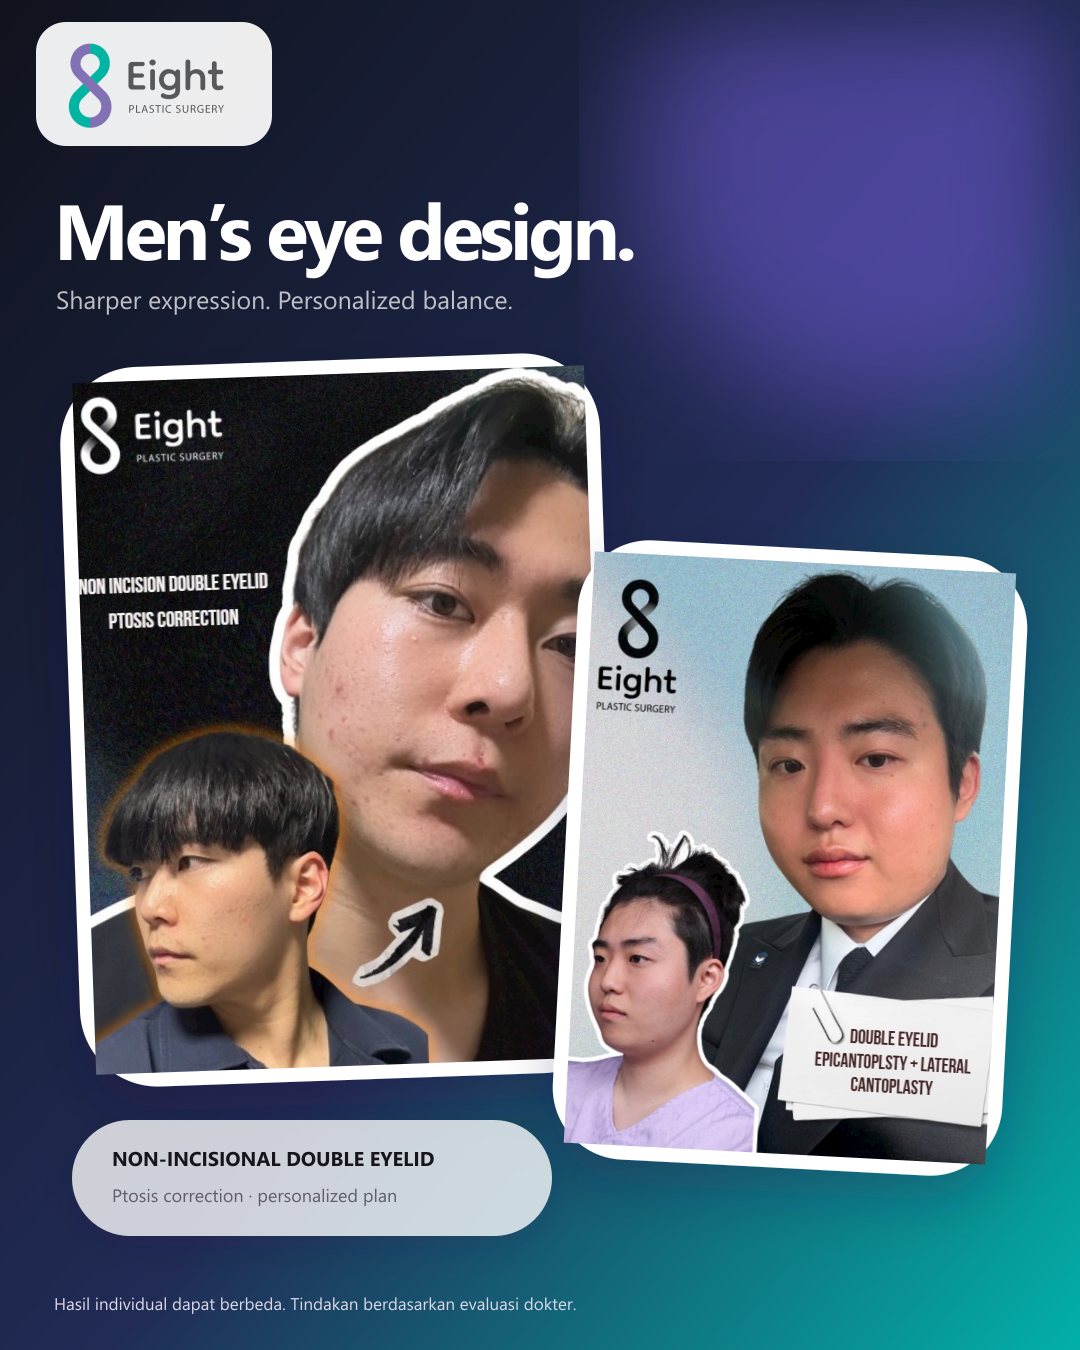 Eight
PLASTIC SURGERY
Men’s eye design.
Sharper expression. Personalized balance.
Eight
PLASTIC SURGERY
NON INCISION DOUBLE EYELID
PTOSIS CORRECTION
Eight
PLASTIC SURGERY
DOUBLE EYELID
EPICANTOPLSTY + LATERAL
CANTOPLASTY
NON-INCISIONAL DOUBLE EYELID
Ptosis correction · personalized plan
Hasil individual dapat berbeda. Tindakan berdasarkan evaluasi dokter.